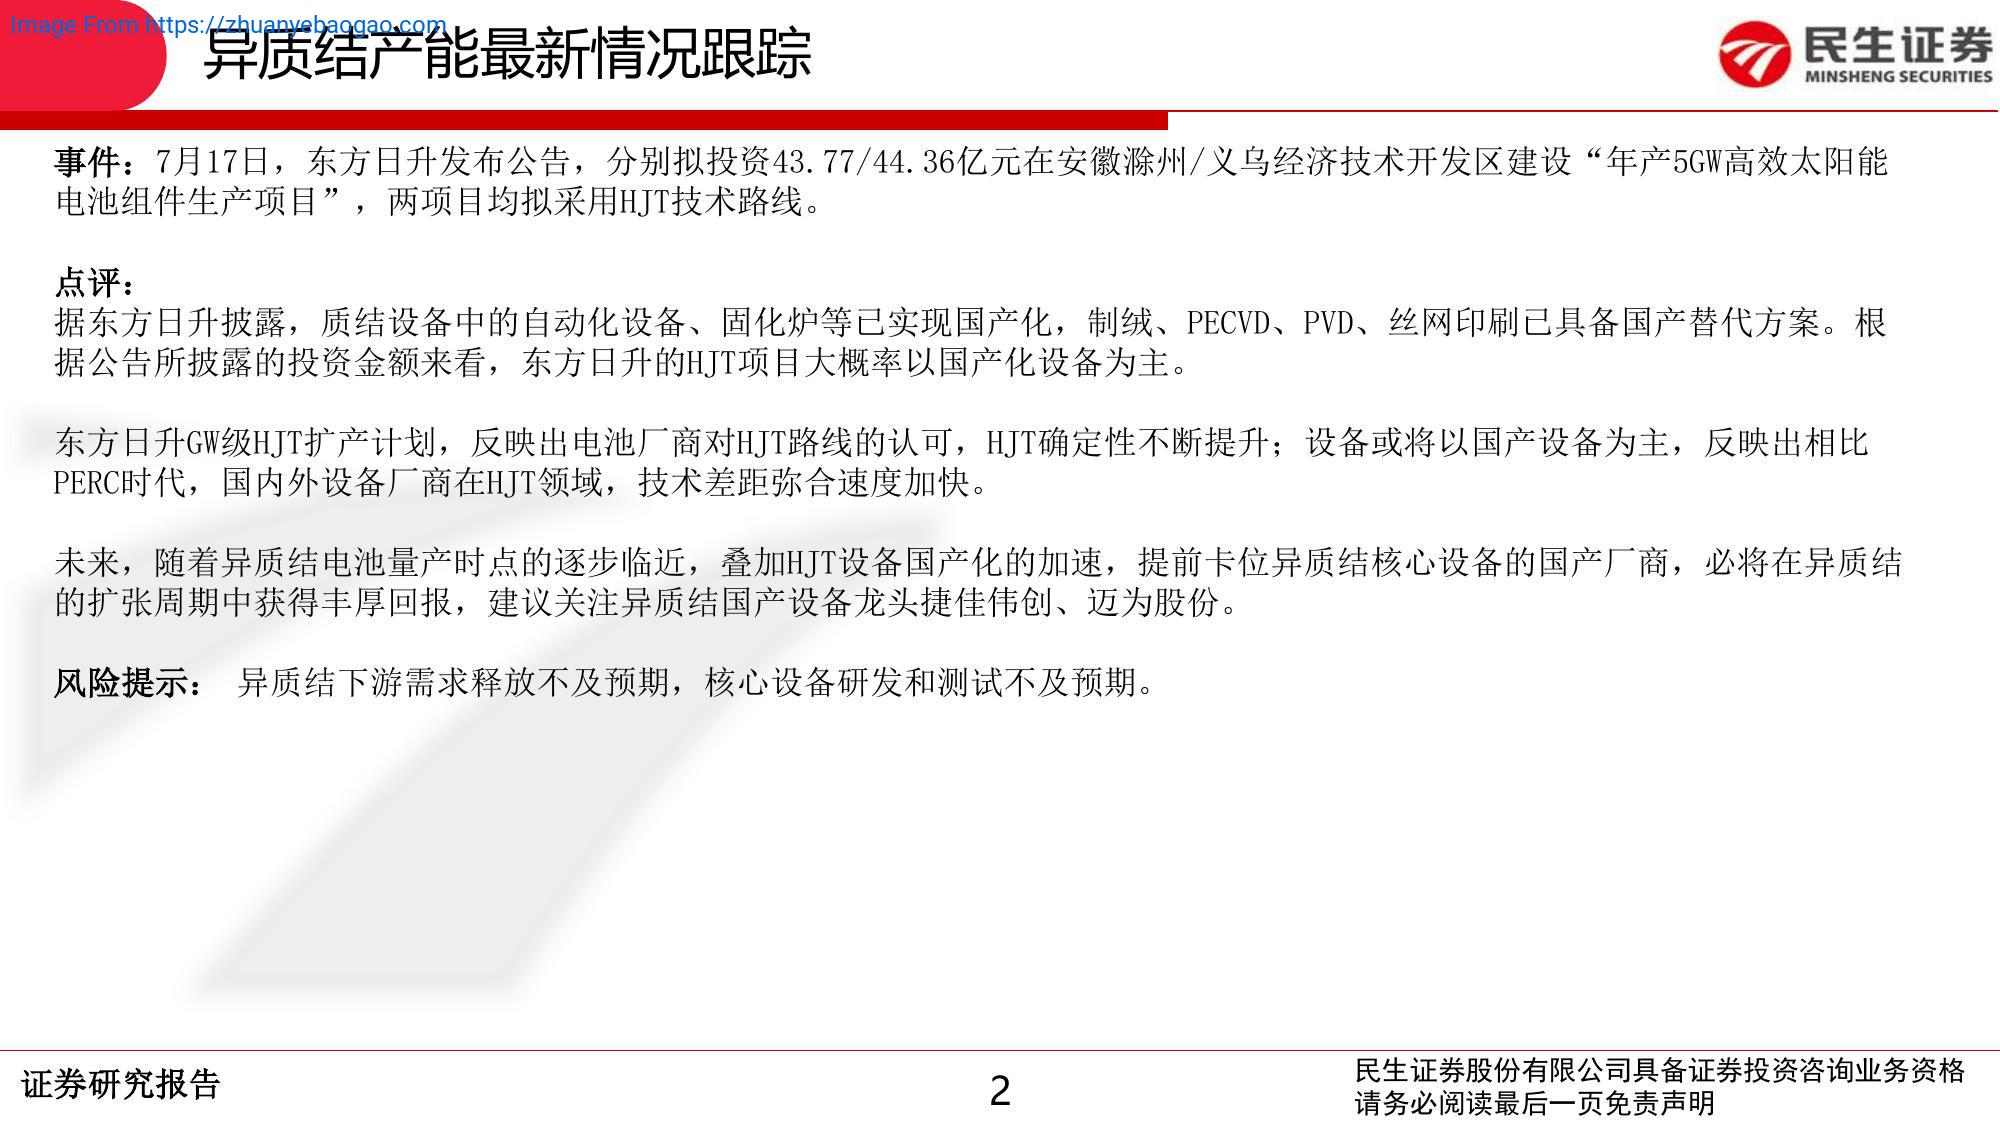 Image From https://zhuanyebaogao.com
异质结产能最新情况跟踪
民生证券
MINSHENG SECURITIES
事件：7月17日，东方日升发布公告，分别拟投资43.77/44.36亿元在安徽滁州/义乌经济技术开发区建设“年产5GW高效太阳能
电池组件生产项目”，两项目均拟采用HJT技术路线。
点评：
据东方日升披露，质结设备中的自动化设备、固化炉等已实现国产化，制绒、PECVD、PVD、丝网印刷已具备国产替代方案。根
据公告所披露的投资金额来看，东方日升的HJT项目大概率以国产化设备为主。
东方日升GW级HJT扩产计划，反映出电池厂商对HJT路线的认可，HJT确定性不断提升；设备或将以国产设备为主，反映出相比
PERC时代，国内外设备厂商在HJT领域，技术差距弥合速度加快。
未来，随着异质结电池量产时点的逐步临近，叠加HJT设备国产化的加速，提前卡位异质结核心设备的国产厂商，必将在异质结
的扩张周期中获得丰厚回报，建议关注异质结国产设备龙头捷佳伟创、迈为股份。
风险提示： 异质结下游需求释放不及预期，核心设备研发和测试不及预期。
证券研究报告
2
民生证券股份有限公司具备证券投资咨询业务资格
请务必阅读最后一页免责声明